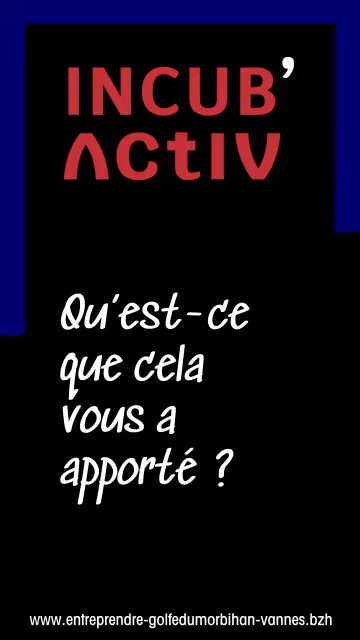 INCUB'
ACTIV
Qu'est-ce
que cela
vous a
apporté ?
www.entreprendre-golfedumorbihan-vannes.bzh